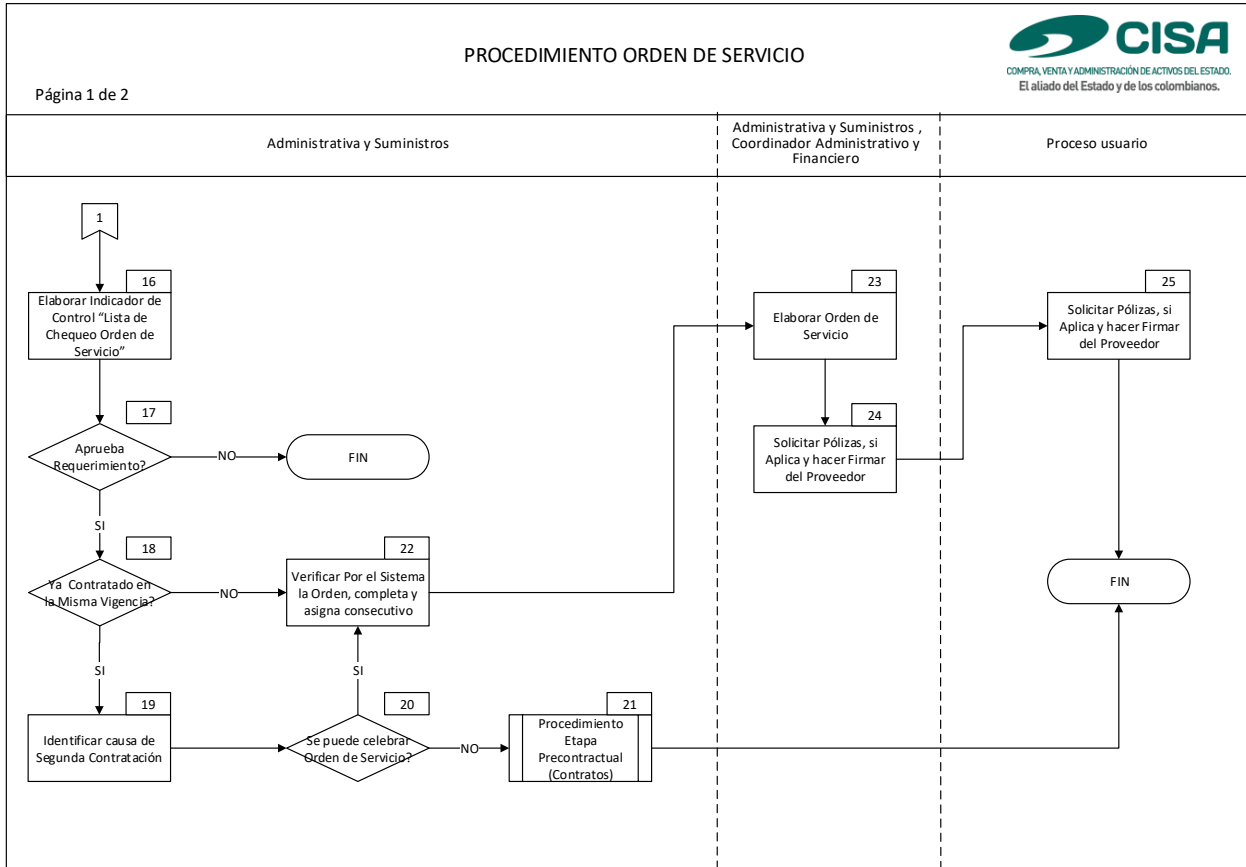 PROCEDIMIENTO ORDEN DE SERVICIO
CISA
COMPRA, VENTA Y ADMINISTRACIÓN DE ACTIVOS DEL ESTADO.
El aliado del Estado y de los colombianos.
Página 1 de 2
Administrativa y Suministros
Administrativa y Suministros ,
Coordinador Administrativo y
Financiero
Proceso usuario
1
16
Elaborar Indicador de
Control “Lista de
Chequeo Orden de
Servicio”
17
Aprueba
Requerimiento?
NO
FIN
SI
18
Ya Contratado en
la Misma Vigencia?
NO
SI
19
Identificar causa de
Segunda Contratación
20
Se puede celebrar
Orden de Servicio?
SI
NO
21
Procedimiento
Etapa
Precontractual
(Contratos)
22
Verificar Por el Sistema
la Orden, completa y
asigna consecutivo
23
Elaborar Orden de
Servicio
24
Solicitar Pólizas, si
Aplica y hacer Firmar
del Proveedor
25
Solicitar Pólizas, si
Aplica y hacer Firmar
del Proveedor
FIN